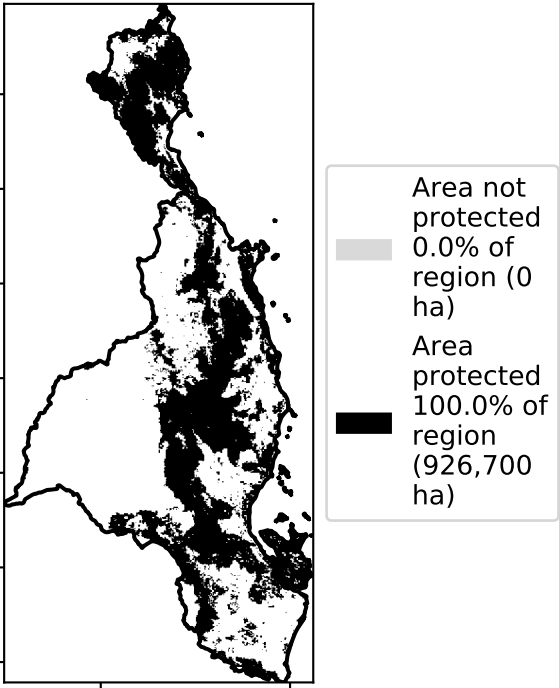 Area not
protected
0.0% of
region (0
ha)
Area
protected
100.0% of
region
(926,700
ha)